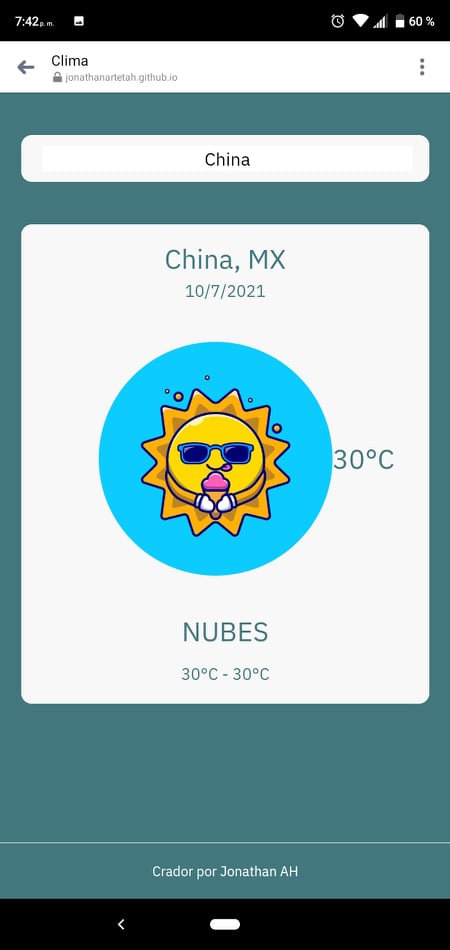 7:42 p. m.
60 %
Clima
jonathanartetah.github.io
China
China, MX
10/7/2021
30°C
NUBES
30°C - 30°C
Crador por Jonathan AH